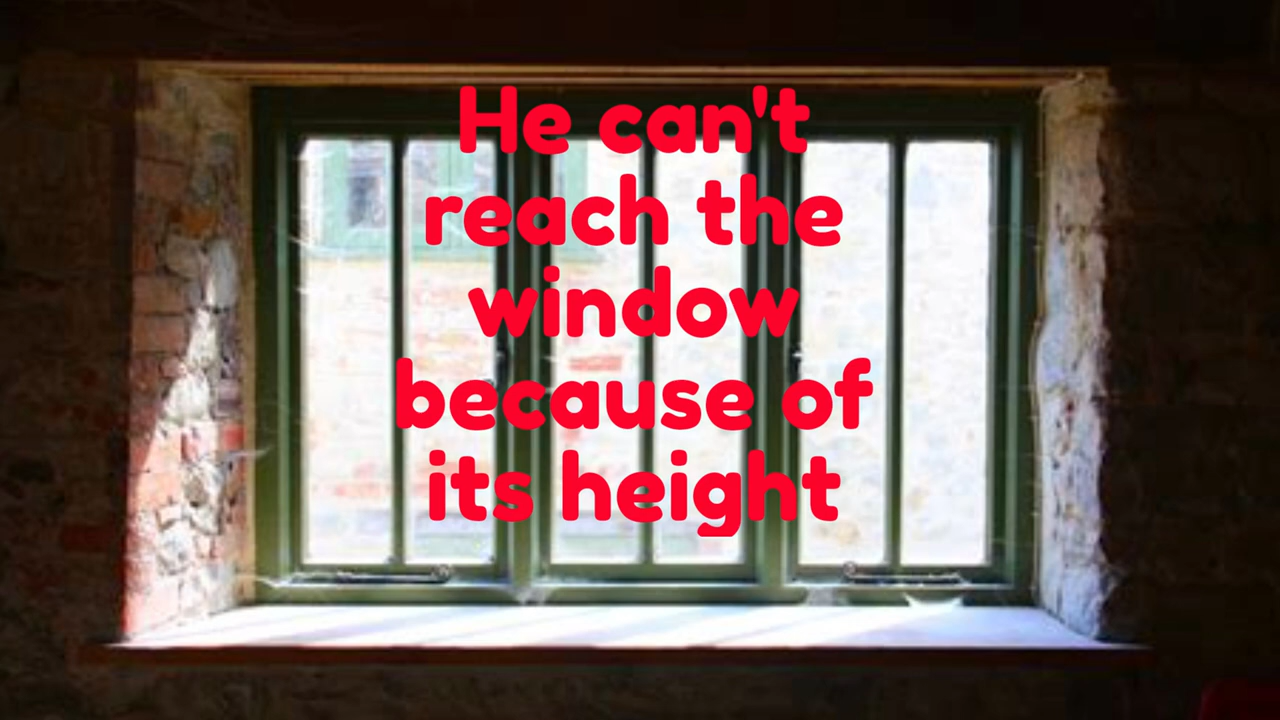 He can't
reach the
window
because of
its height